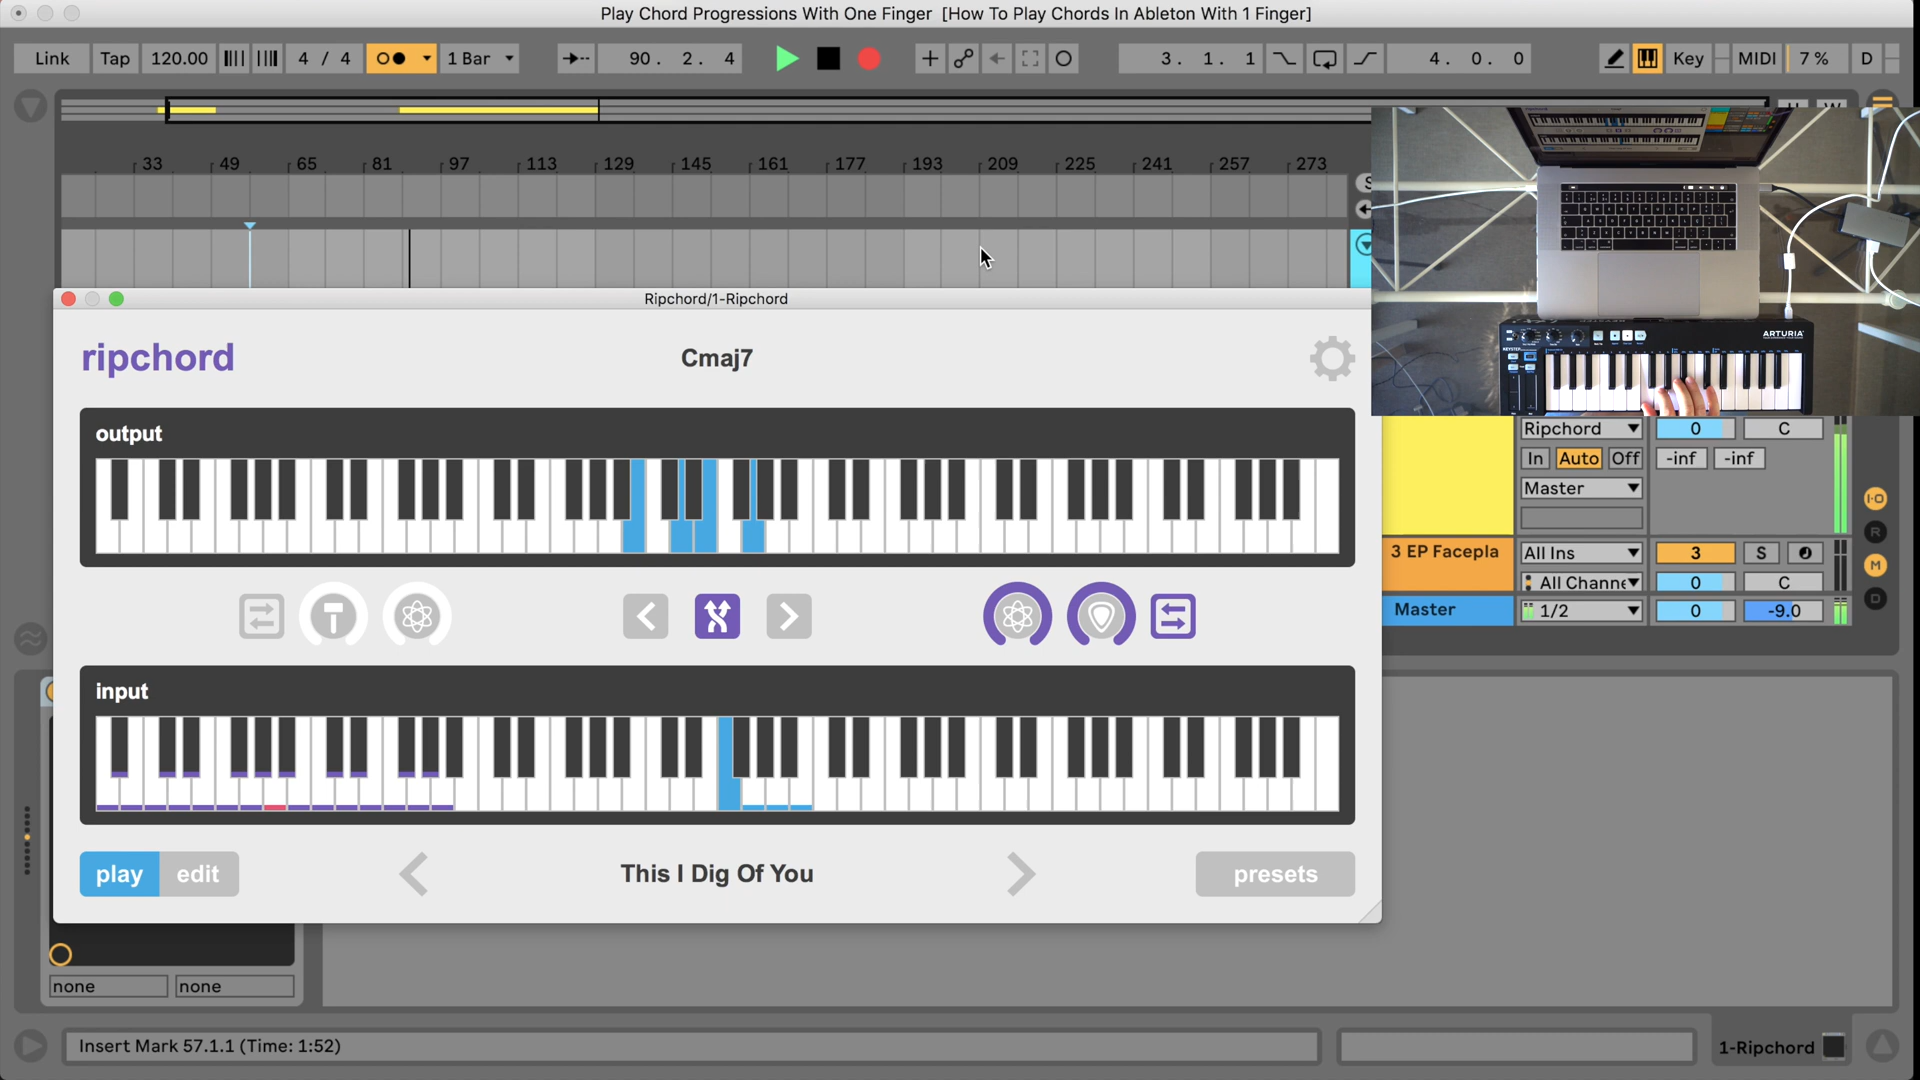 Play Chord Progressions With One Finger [How To Play Chords In Ableton With 1 Finger]
Link Tap 120.00 4 / 4 1 Bar 90. 2. 4 3. 1. 1 4. 0. 0 Key MIDI 7 % D
H W
33 49 65 81 97 113 129 145 161 177 193 209 225 241 257 273
S
Ripchord/1-Ripchord
ripchord
Cmaj7
output
input
play edit
This I Dig Of You
presets
ARTURIA
KEYSTEP
Ripchord 0 C
In Auto Off -inf -inf
Master
I·O
R
3 EP Facepla All Ins 3 S
M
All Channe 0 C
D
Master 1/2 0 -9.0
none none
Insert Mark 57.1.1 (Time: 1:52)
1-Ripchord